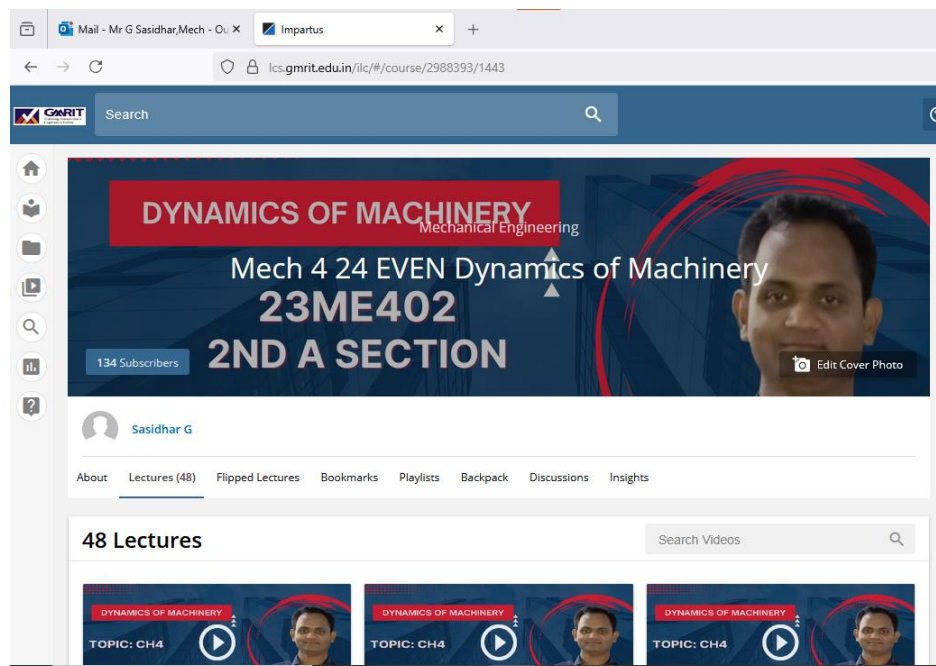 Mail - Mr G Sasidhar,Mech - Ou
Impartus
lcs.gmrit.edu.in/ilc/#/course/2988393/1443
GMRIT
Search
DYNAMICS OF MACHINERY
Mechanical Engineering
Mech 4 24 EVEN Dynamics of Machinery
23ME402
134 Subscribers
2ND A SECTION
Edit Cover Photo
Sasidhar G
About Lectures (48) Flipped Lectures Bookmarks Playlists Backpack Discussions Insights
48 Lectures
Search Videos
DYNAMICS OF MACHINERY DYNAMICS OF MACHINERY DYNAMICS OF MACHINERY
TOPIC: CH4 TOPIC: CH4 TOPIC: CH4